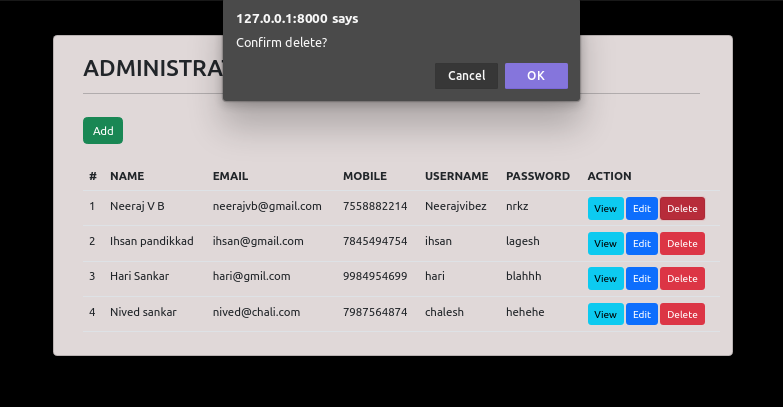 127.0.0.1:8000 says
Confirm delete?
Cancel OK
ADMINISTRAT
Add
# NAME EMAIL MOBILE USERNAME PASSWORD ACTION
1 Neeraj V B neerajvb@gmail.com 7558882214 Neerajvibez nrkz View Edit Delete
2 Ihsan pandikkad ihsan@gmail.com 7845494754 ihsan lagesh View Edit Delete
3 Hari Sankar hari@gmil.com 9984954699 hari blahhh View Edit Delete
4 Nived sankar nived@chali.com 7987564874 chalesh hehehe View Edit Delete